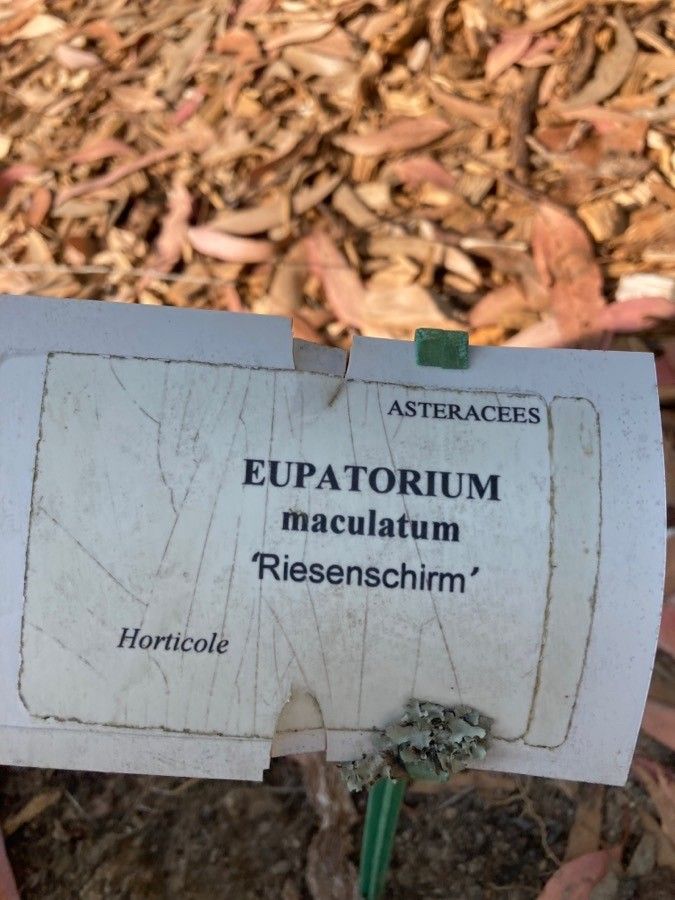 ASTERACEES
EUPATORIUM
maculatum
‘Riesenschirm’
Horticole